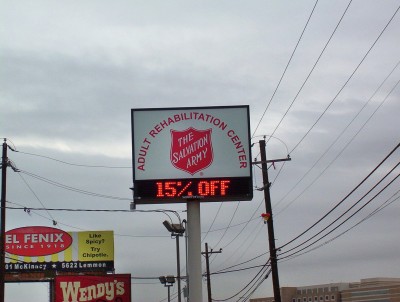 ADULT REHABILITATION CENTER
THE
SALVATION
ARMY
15% OFF
EL FENIX
SINCE 1918
Like Spicy?
Try
Chipotle.
01 McKinney
5622 Lemmon
WENDY'S